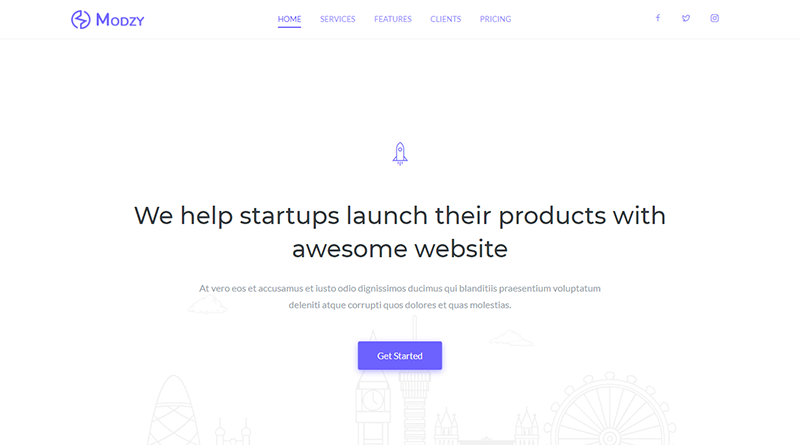 Modzy
HOME SERVICES FEATURES CLIENTS PRICING
We help startups launch their products with
awesome website
At vero eos et accusamus et iusto odio dignissimos ducimus qui blanditiis praesentium voluptatum
deleniti atque corrupti quos dolores et quas molestias.
Get Started